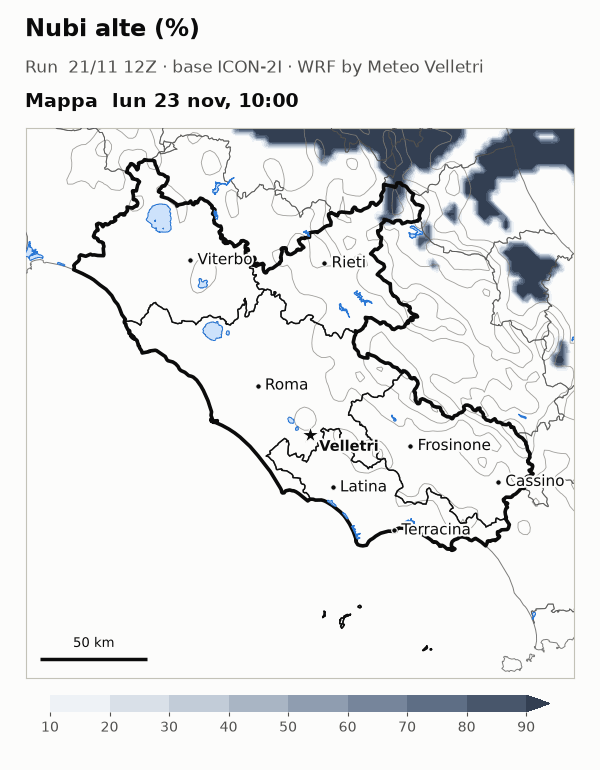 Nubi alte (%)
Run  21/11 12Z · base ICON-2I · WRF by Meteo Velletri
Mappa  lun 23 nov, 10:00
Viterbo
Rieti
Roma
Velletri
Frosinone
Cassino
Latina
Terracina
50 km
10 20 30 40 50 60 70 80 90